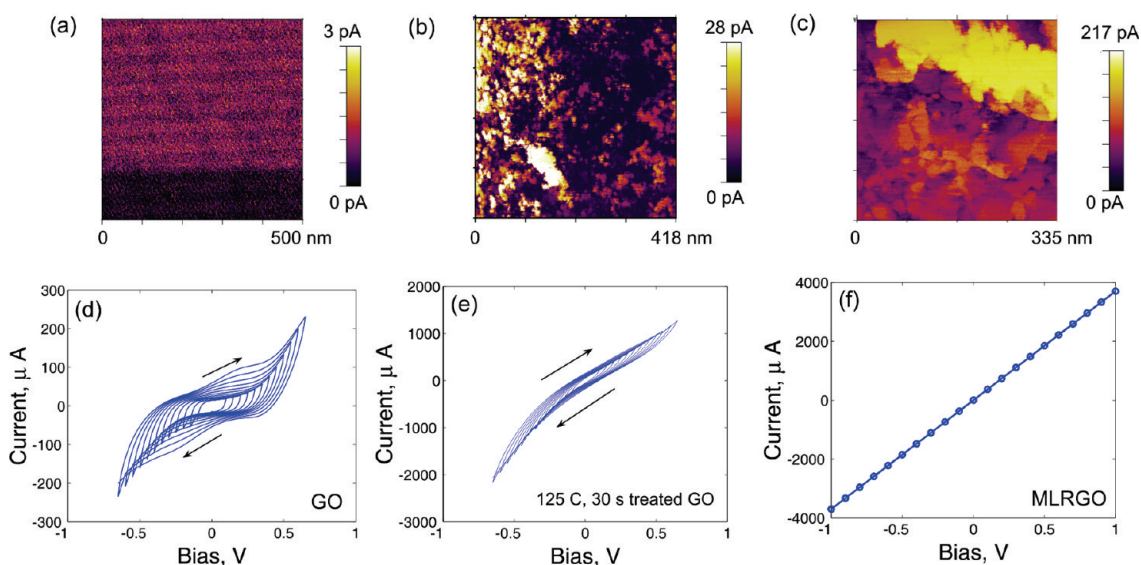 (a)
3 pA
0 pA
0
500 nm
(b)
28 pA
0 pA
0
418 nm
(c)
217 pA
0 pA
0
335 nm
(d)
300
200
100
0
-100
-200
-300
-1
-0.5
0
0.5
1
Current, μ A
Bias, V
GO
(e)
2000
1000
0
-1000
-2000
-3000
-1
-0.5
0
0.5
1
Current, μ A
Bias, V
125 C, 30 s treated GO
(f)
4000
2000
0
-2000
-4000
-1
-0.5
0
0.5
1
Current, μ A
Bias, V
MLRGO